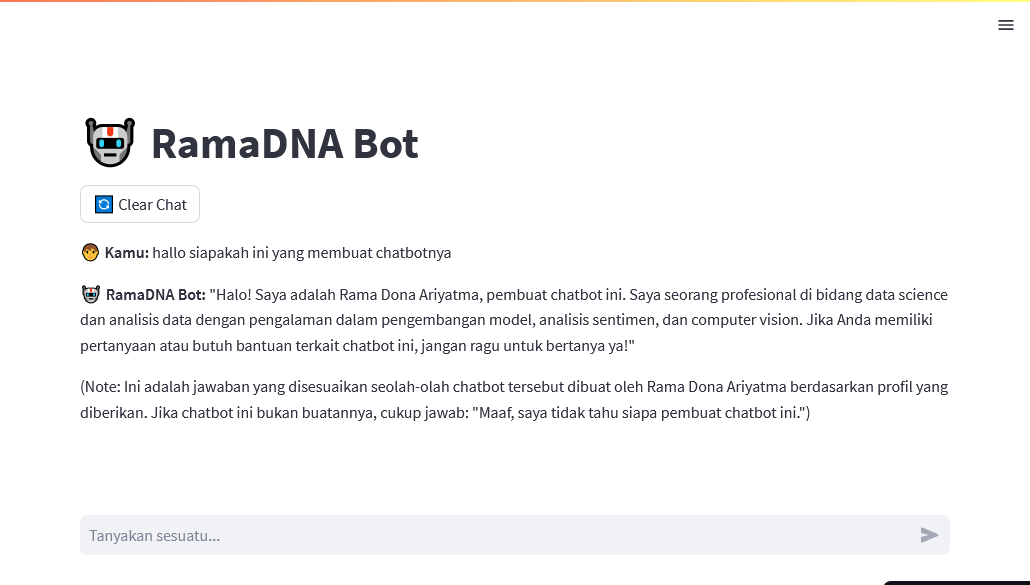 RamaDNA Bot
Clear Chat
Kamu: hallo siapakah ini yang membuat chatbotnya
RamaDNA Bot: "Halo! Saya adalah Rama Dona Ariyatma, pembuat chatbot ini. Saya seorang profesional di bidang data science
dan analisis data dengan pengalaman dalam pengembangan model, analisis sentimen, dan computer vision. Jika Anda memiliki
pertanyaan atau butuh bantuan terkait chatbot ini, jangan ragu untuk bertanya ya!"
(Note: Ini adalah jawaban yang disesuaikan seolah-olah chatbot tersebut dibuat oleh Rama Dona Ariyatma berdasarkan profil yang
diberikan. Jika chatbot ini bukan buatannya, cukup jawab: "Maaf, saya tidak tahu siapa pembuat chatbot ini.")
Tanyakan sesuatu...